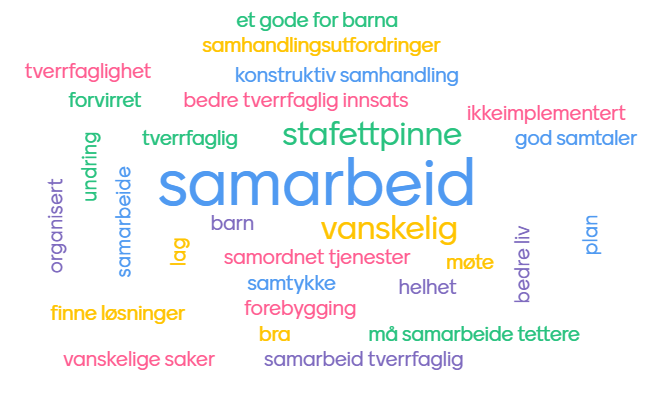 et gode for barna
samhandlingsutfordringer
tverrfaglighet
konstruktiv samhandling
forvirret
bedre tverrfaglig innsats
ikkeimplementert
undring
tverrfaglig
stafettpinne
god samtaler
organisert
samarbeide
samarbeid
barn
vanskelig
plan
lag
samordnet tjenester
møte
bedre liv
samtykke
helhet
finne løsninger
forebygging
bra
må samarbeide tettere
vanskelige saker
samarbeid tverrfaglig